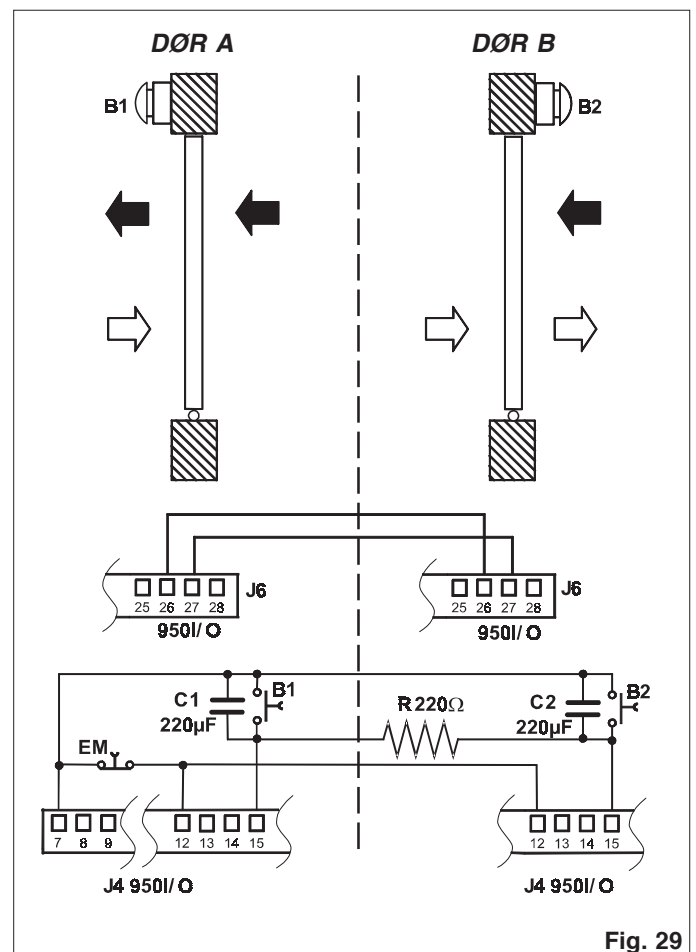 DØR A DØR B
B1 B2
J6 J6
25 26 27 28 25 26 27 28
950I/O 950I/O
C1 B1 R 220Ω C2 B2
220µF 220µF
EM
7 8 9 12 13 14 15 12 13 14 15
J4 950I/O J4 950I/O
Fig. 29